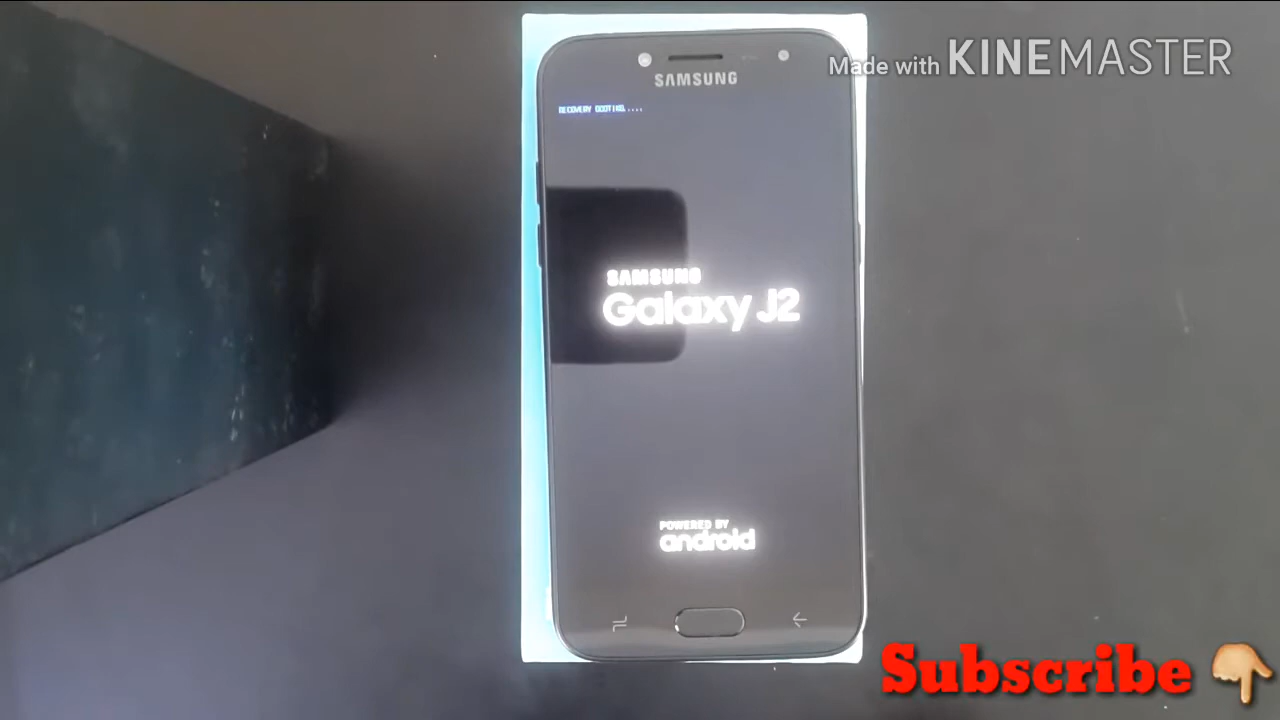 Made with KINEMASTER
SAMSUNG
RECOVERY BOOTING....
SAMSUNG
Galaxy J2
POWERED BY
android
Subscribe